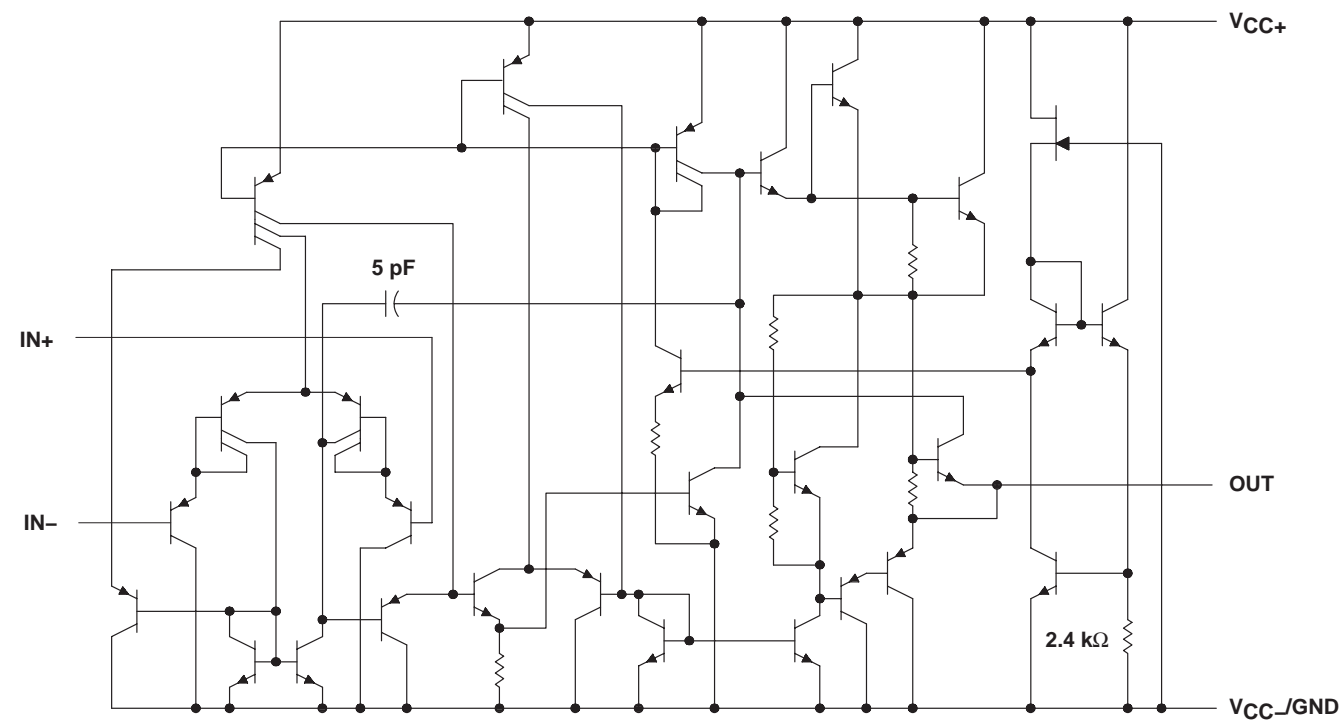 VCC+
5 pF
IN+
IN–
OUT
2.4 kΩ
VCC–/GND